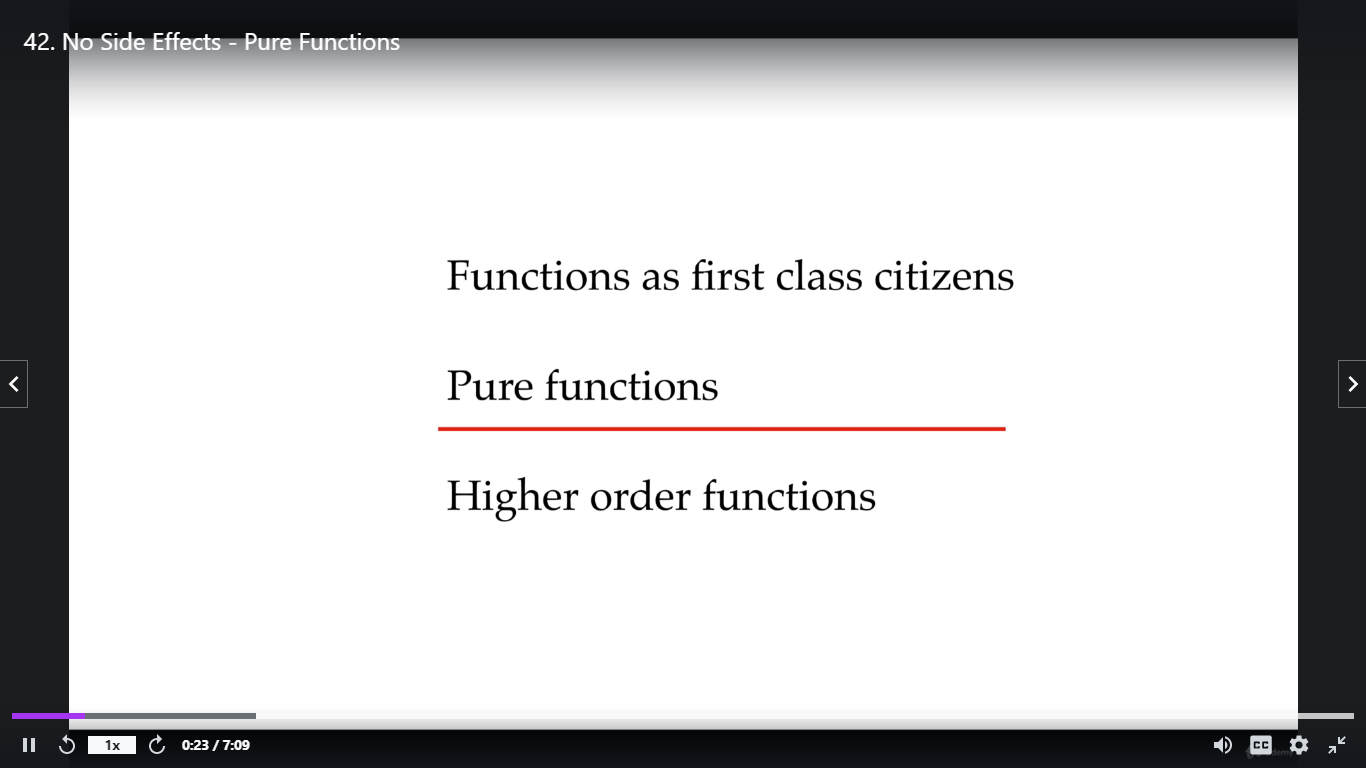 42. No Side Effects - Pure Functions
Functions as first class citizens
Pure functions
Higher order functions
1x
0:23 / 7:09
CC